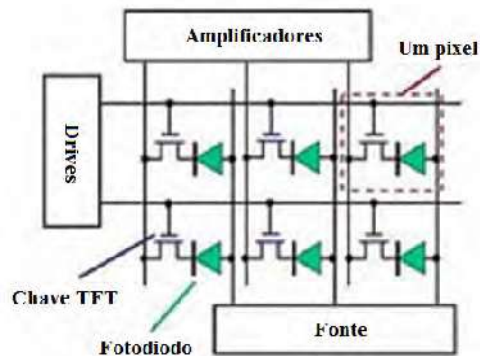 Amplificadores
Um pixel
Drives
Chave TFT
Fotodiodo
Fonte